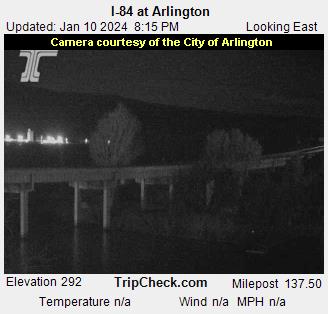 I-84 at Arlington
Updated: Jan 10 2024 8:15 PM Looking East
Camera courtesy of the City of Arlington
Elevation 292 TripCheck.com Milepost 137.50
Temperature n/a Wind n/a MPH n/a